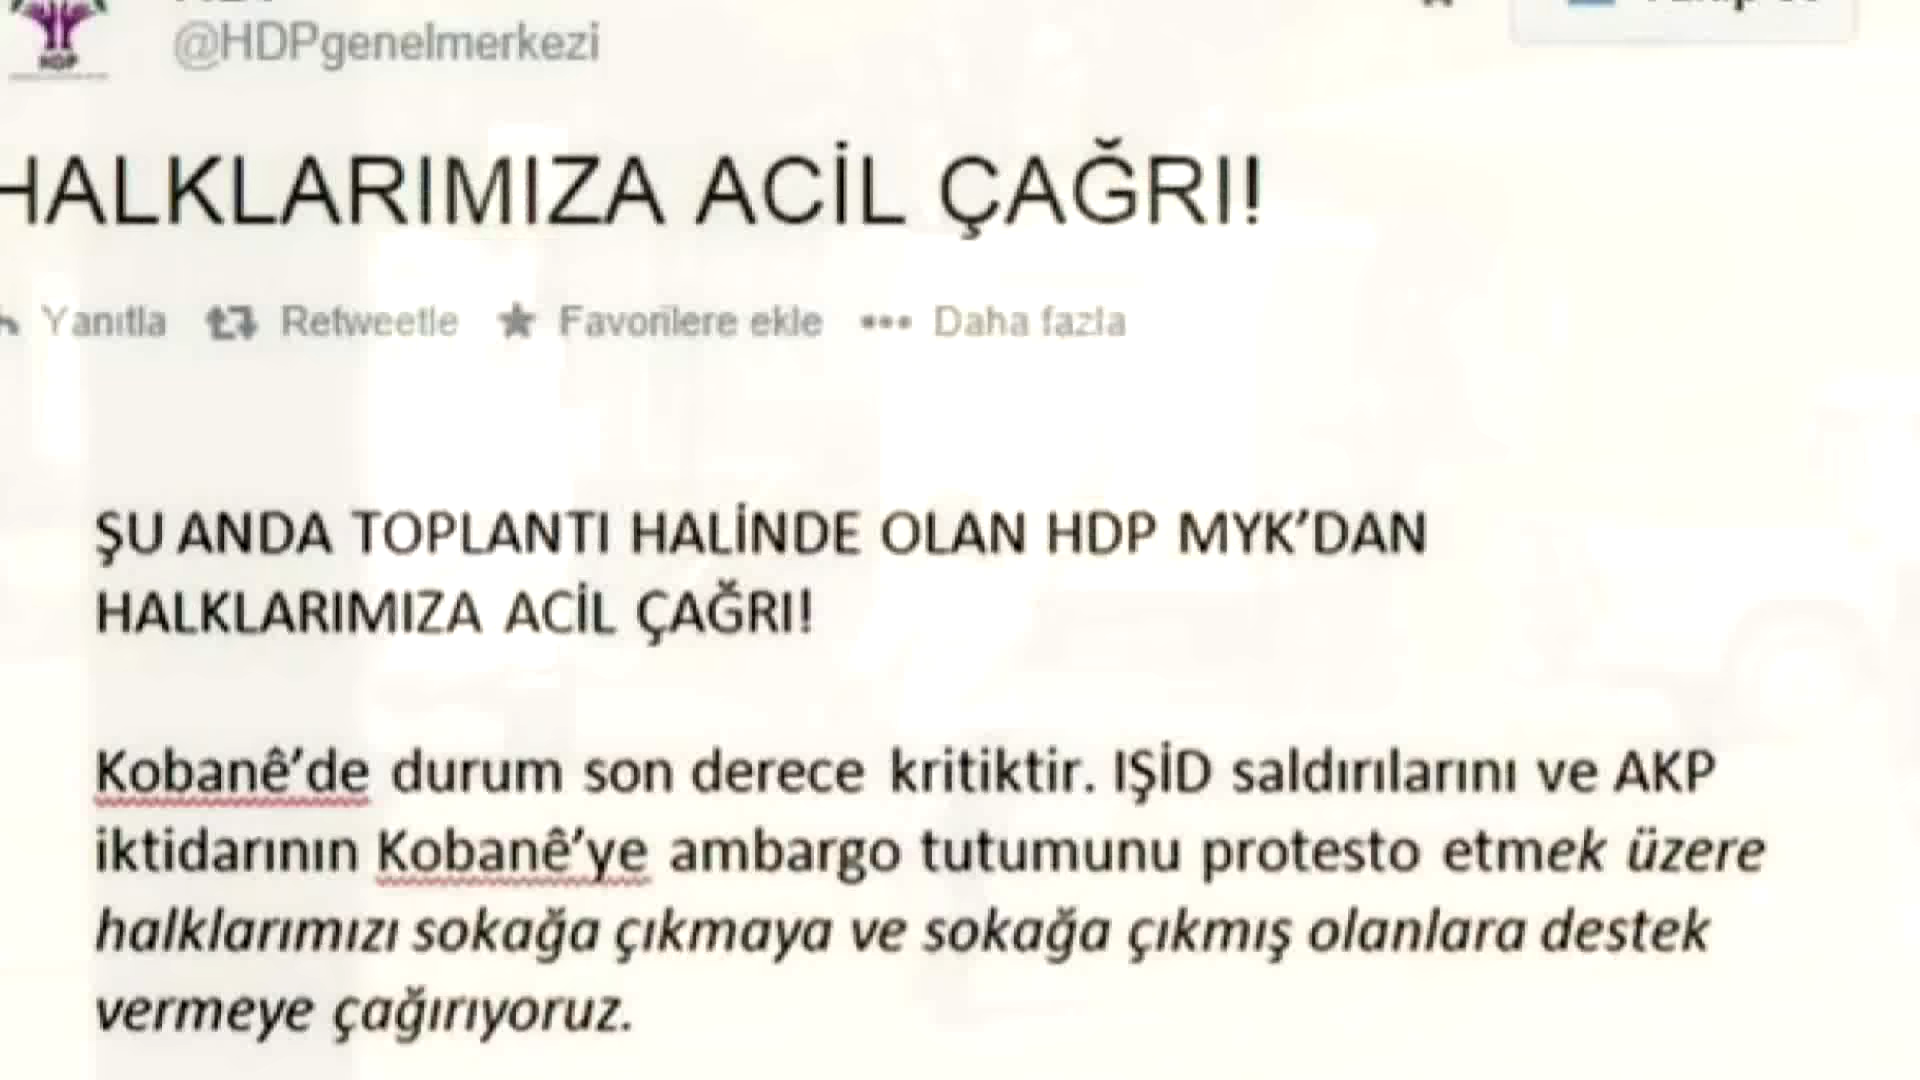 HDP
@HDPgenelmerkezi
HALKLARIMIZA ACİL ÇAĞRI!
Yanıtla Retweetle Favorilere ekle ••• Daha fazla
ŞU ANDA TOPLANTI HALİNDE OLAN HDP MYK’DAN
HALKLARIMIZA ACİL ÇAĞRI!
Kobanê’de durum son derece kritiktir. IŞİD saldırılarını ve AKP
iktidarının Kobanê’ye ambargo tutumunu protesto etmek üzere
halklarımızı sokağa çıkmaya ve sokağa çıkmış olanlara destek
vermeye çağırıyoruz.